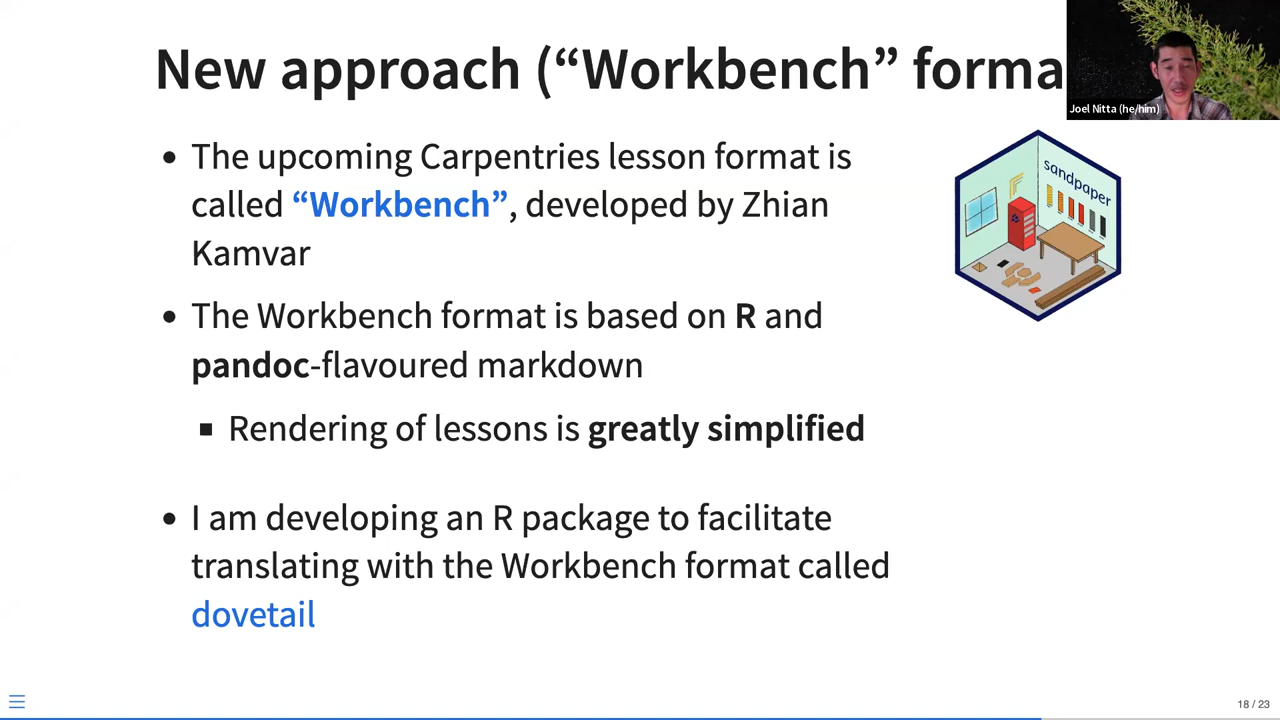 New approach (“Workbench” forma
Joel Nitta (he/him)
sandpaper
• The upcoming Carpentries lesson format is
called “Workbench”, developed by Zhian
Kamvar
• The Workbench format is based on R and
pandoc-flavoured markdown
▪ Rendering of lessons is greatly simplified
• I am developing an R package to facilitate
translating with the Workbench format called
dovetail
18 / 23